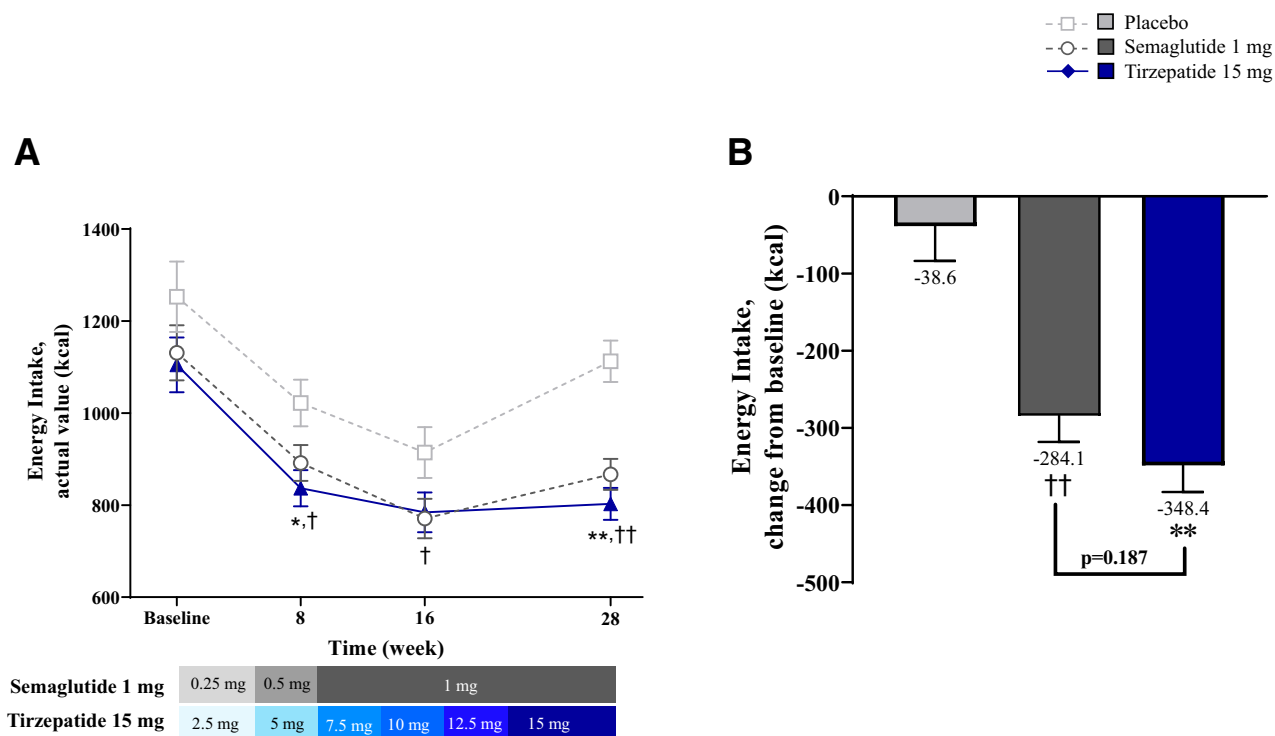 Placebo
Semaglutide 1 mg
Tirzepatide 15 mg
A
Energy Intake,
actual value (kcal)
1400
1200
1000
800
600
*,†
†
**,††
Baseline 8 16 28
Time (week)
Semaglutide 1 mg 0.25 mg 0.5 mg 1 mg
Tirzepatide 15 mg 2.5 mg 5 mg 7.5 mg 10 mg 12.5 mg 15 mg
B
Energy Intake,
change from baseline (kcal)
0
-100
-200
-300
-400
-500
-38.6
-284.1
††
-348.4
**
p=0.187